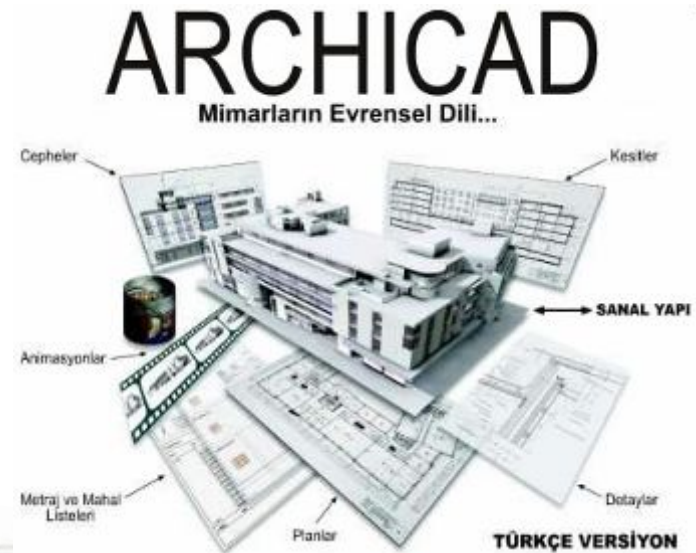 ARCHICAD
Mimarların Evrensel Dili...
Cepheler
Kesitler
SANAL YAPI
Animasyonlar
Metraj ve Mahal
Listeleri
Planlar
Detaylar
TÜRKÇE VERSİYON